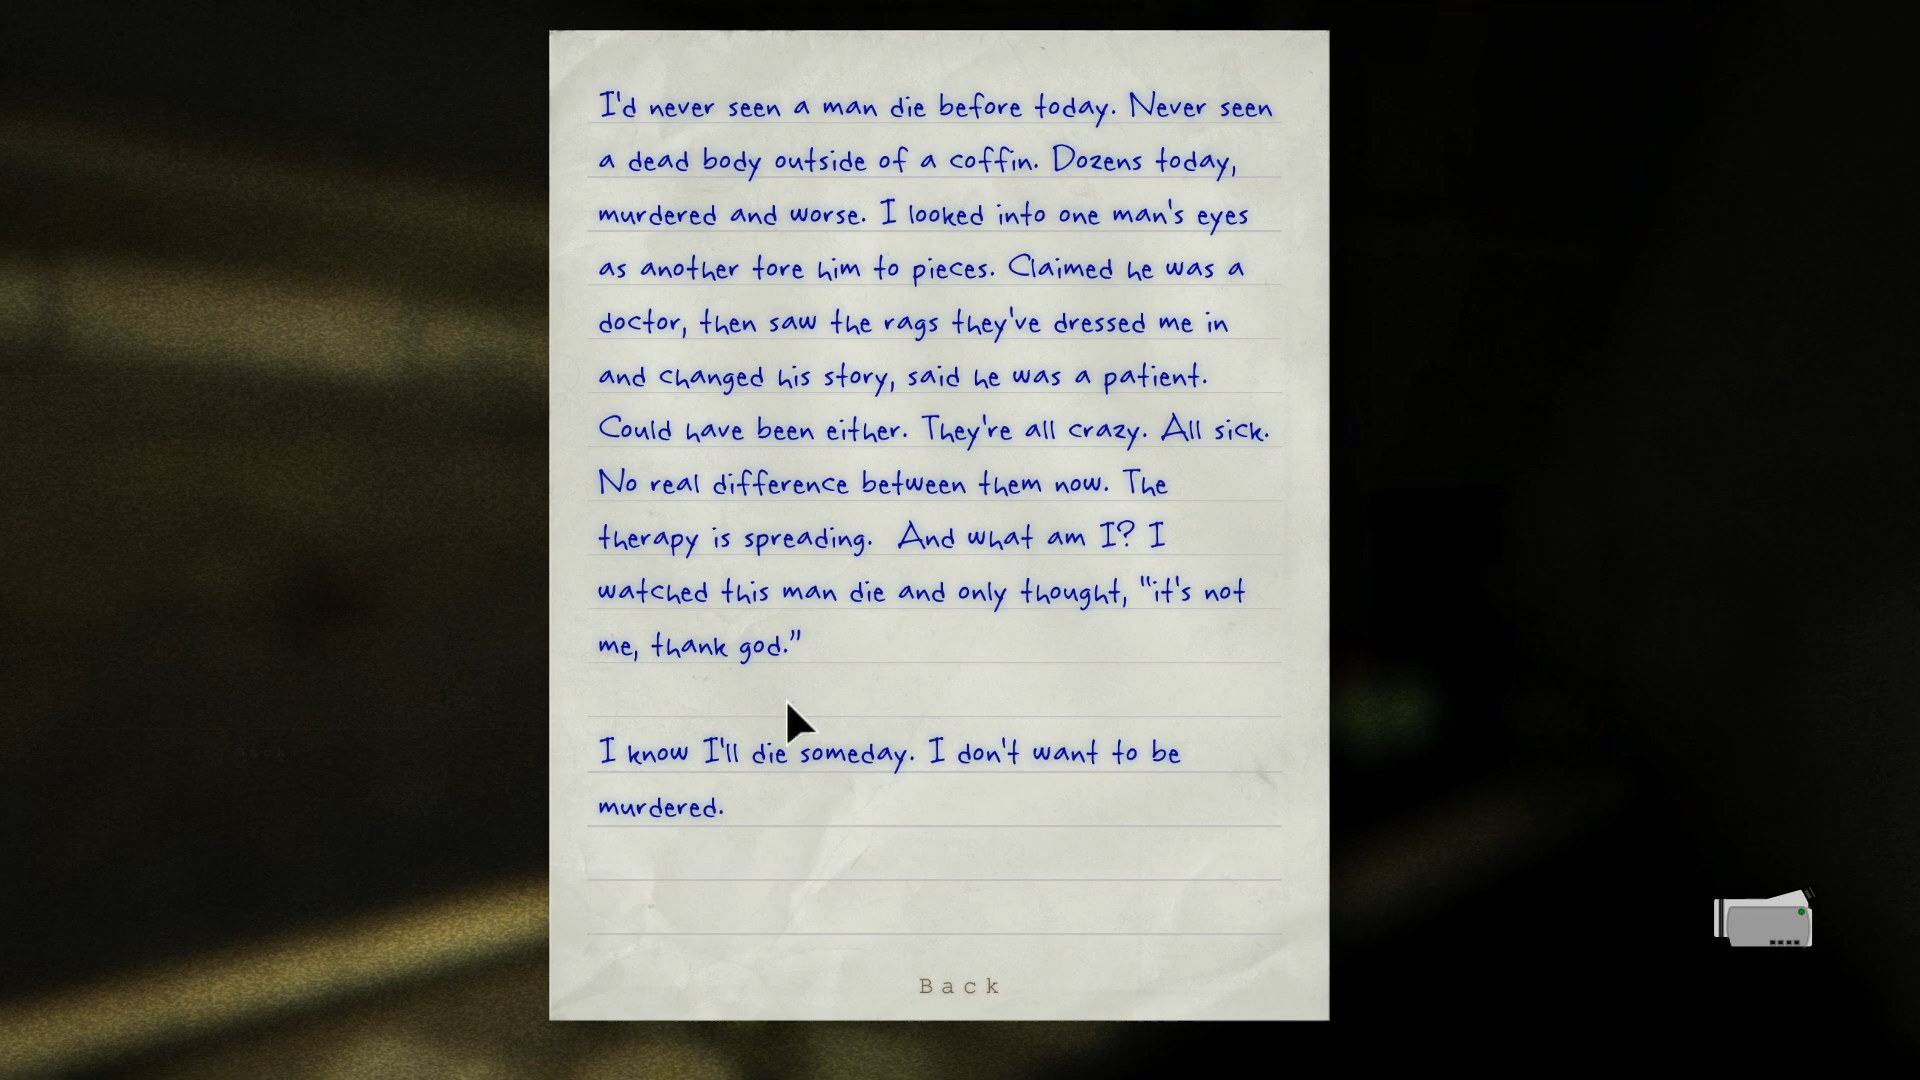 I'd never seen a man die before today. Never seen
a dead body outside of a coffin. Dozens today,
murdered and worse. I looked into one man's eyes
as another tore him to pieces. Claimed he was a
doctor, then saw the rags they've dressed me in
and changed his story, said he was a patient.
Could have been either. They're all crazy. All sick.
No real difference between them now. The
therapy is spreading.  And what am I? I
watched this man die and only thought, "it's not
me, thank god."
I know I'll die someday. I don't want to be
murdered.
Back